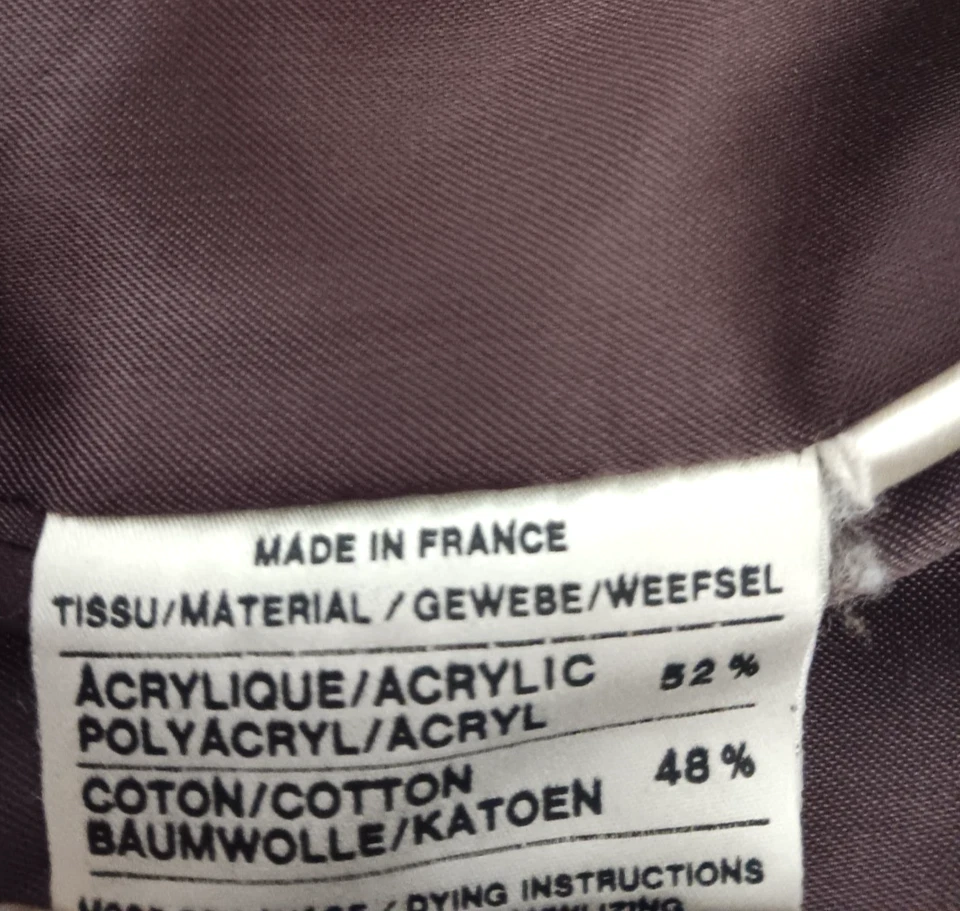 MADE IN FRANCE
TISSU/MATERIAL / GEWEBE/WEEFSEL
ACRYLIQUE/ACRYLIC 52 %
POLYACRYL/ACRYL
COTON/COTTON 48 %
BAUMWOLLE/KATOEN
/DYING INSTRUCTIONS